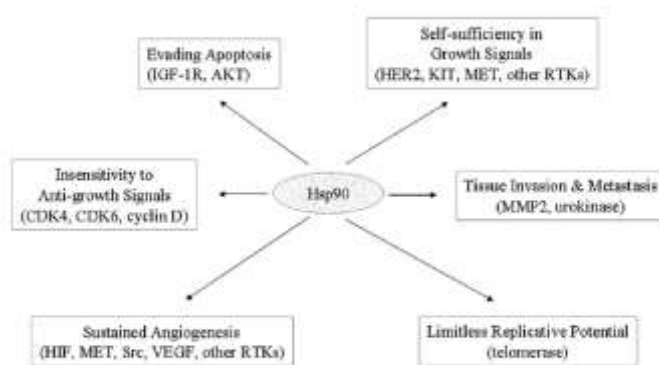 Evading Apoptosis
(IGF-1R, AKT)
Self-sufficiency in
Growth Signals
(HER2, KIT, MET, other RTKs)
Insensitivity to
Anti-growth Signals
(CDK4, CDK6, cyclin D)
Hsp90
Tissue Invasion & Metastasis
(MMP2, urokinase)
Sustained Angiogenesis
(HIF, MET, Src, VEGF, other RTKs)
Limitless Replicative Potential
(telomerase)